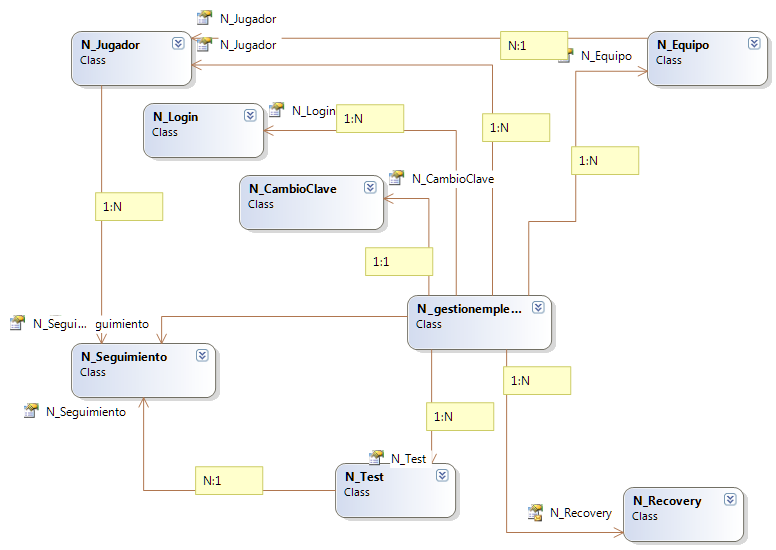 N_Jugador
N_Jugador
N_Jugador
Class
N:1
N_Equipo
N_Equipo
Class
N_Login
Class
N_Login
1:N
1:N
1:N
N_CambioClave
Class
N_CambioClave
1:N
1:1
N_gestionemple...
Class
N_Segui... guimiento
N_Seguimiento
Class
1:N
N_Seguimiento
1:N
N_Test
N_Test
Class
N:1
N_Recovery
N_Recovery
Class